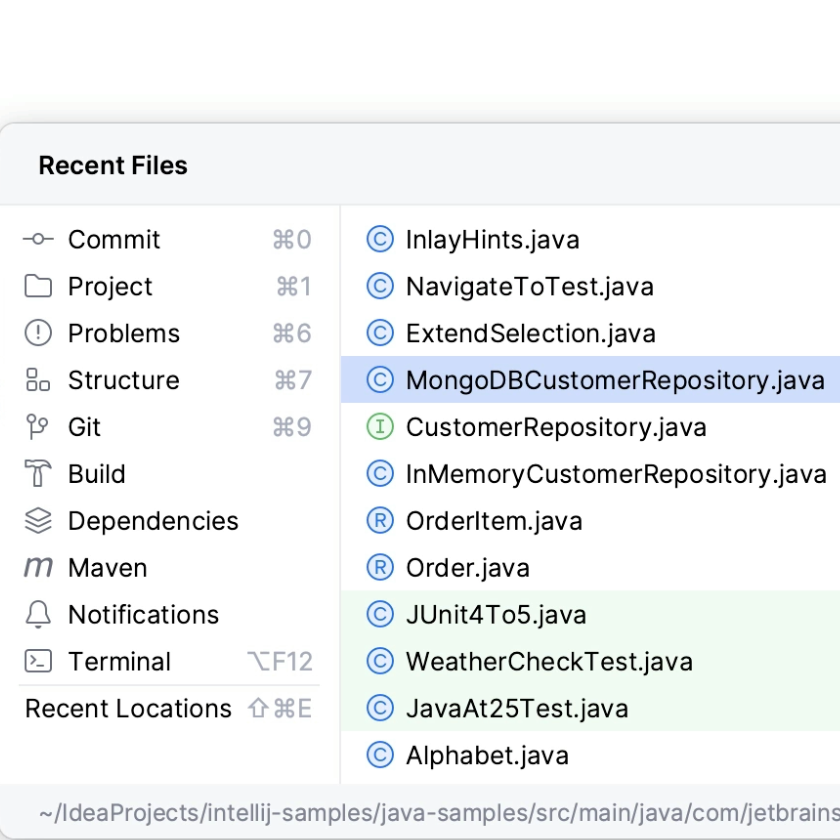 Recent Files
Commit ⌘0
Project ⌘1
Problems ⌘6
Structure ⌘7
Git ⌘9
Build
Dependencies
m Maven
Notifications
Terminal ⌥F12
Recent Locations ⇧⌘E
C InlayHints.java
C NavigateToTest.java
C ExtendSelection.java
C MongoDBCustomerRepository.java
I CustomerRepository.java
C InMemoryCustomerRepository.java
R OrderItem.java
R Order.java
C JUnit4To5.java
C WeatherCheckTest.java
C JavaAt25Test.java
C Alphabet.java
~/IdeaProjects/intellij-samples/java-samples/src/main/java/com/jetbrains